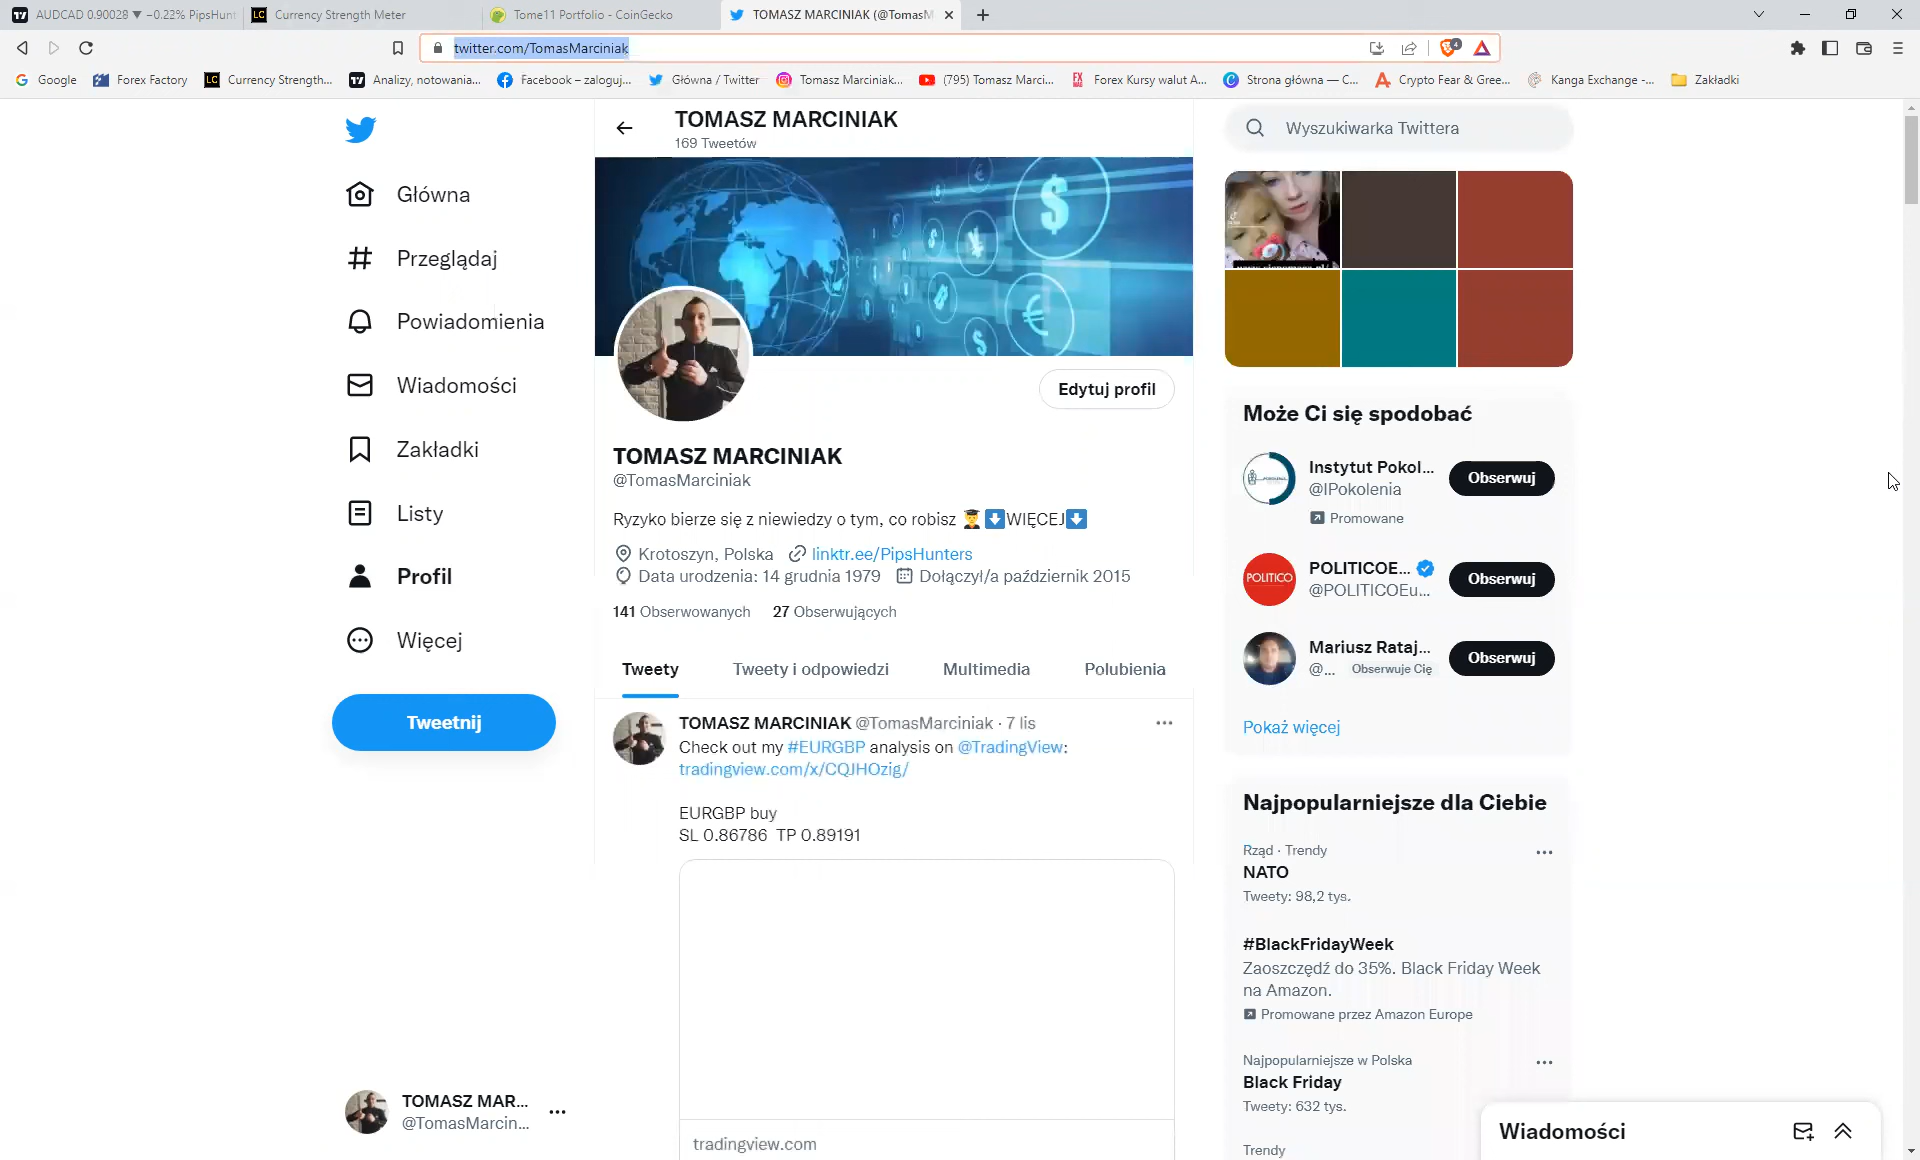 AUDCAD 0.90028 ▼ −0.22% PipsHunt
Currency Strength Meter
Tome11 Portfolio - CoinGecko
TOMASZ MARCINIAK (@TomasM
twitter.com/TomasMarciniak
4
Google
Forex Factory
Currency Strength...
Analizy, notowania...
Facebook – zaloguj...
Główna / Twitter
Tomasz Marciniak...
(795) Tomasz Marci...
Forex Kursy walut A...
Strona główna — C...
Crypto Fear & Gree...
Kanga Exchange -...
Zakładki
Główna
Przeglądaj
Powiadomienia
Wiadomości
Zakładki
Listy
Profil
Więcej
Tweetnij
TOMASZ MAR...
@TomasMarcin...
TOMASZ MARCINIAK
169 Tweetów
Edytuj profil
TOMASZ MARCINIAK
@TomasMarciniak
Ryzyko bierze się z niewiedzy o tym, co robisz 👨‍🎓⬇️WIĘCEJ⬇️
Krotoszyn, Polska linktr.ee/PipsHunters
Data urodzenia: 14 grudnia 1979 Dołączył/a październik 2015
141 Obserwowanych 27 Obserwujących
Tweety Tweety i odpowiedzi Multimedia Polubienia
TOMASZ MARCINIAK @TomasMarciniak · 7 lis
Check out my #EURGBP analysis on @TradingView:
tradingview.com/x/CQJHOzig/
EURGBP buy
SL 0.86786 TP 0.89191
tradingview.com
Wyszukiwarka Twittera
Może Ci się spodobać
Instytut Pokol...
@IPokolenia
Obserwuj
Promowane
POLITICO
POLITICOE...
@POLITICOEu...
Obserwuj
Mariusz Rataj...
@... Obserwuje Cię
Obserwuj
Pokaż więcej
Najpopularniejsze dla Ciebie
Rząd · Trendy
NATO
Tweety: 98,2 tys.
#BlackFridayWeek
Zaoszczędź do 35%. Black Friday Week
na Amazon.
Promowane przez Amazon Europe
Najpopularniejsze w Polska
Black Friday
Tweety: 632 tys.
Trendy
Wiadomości